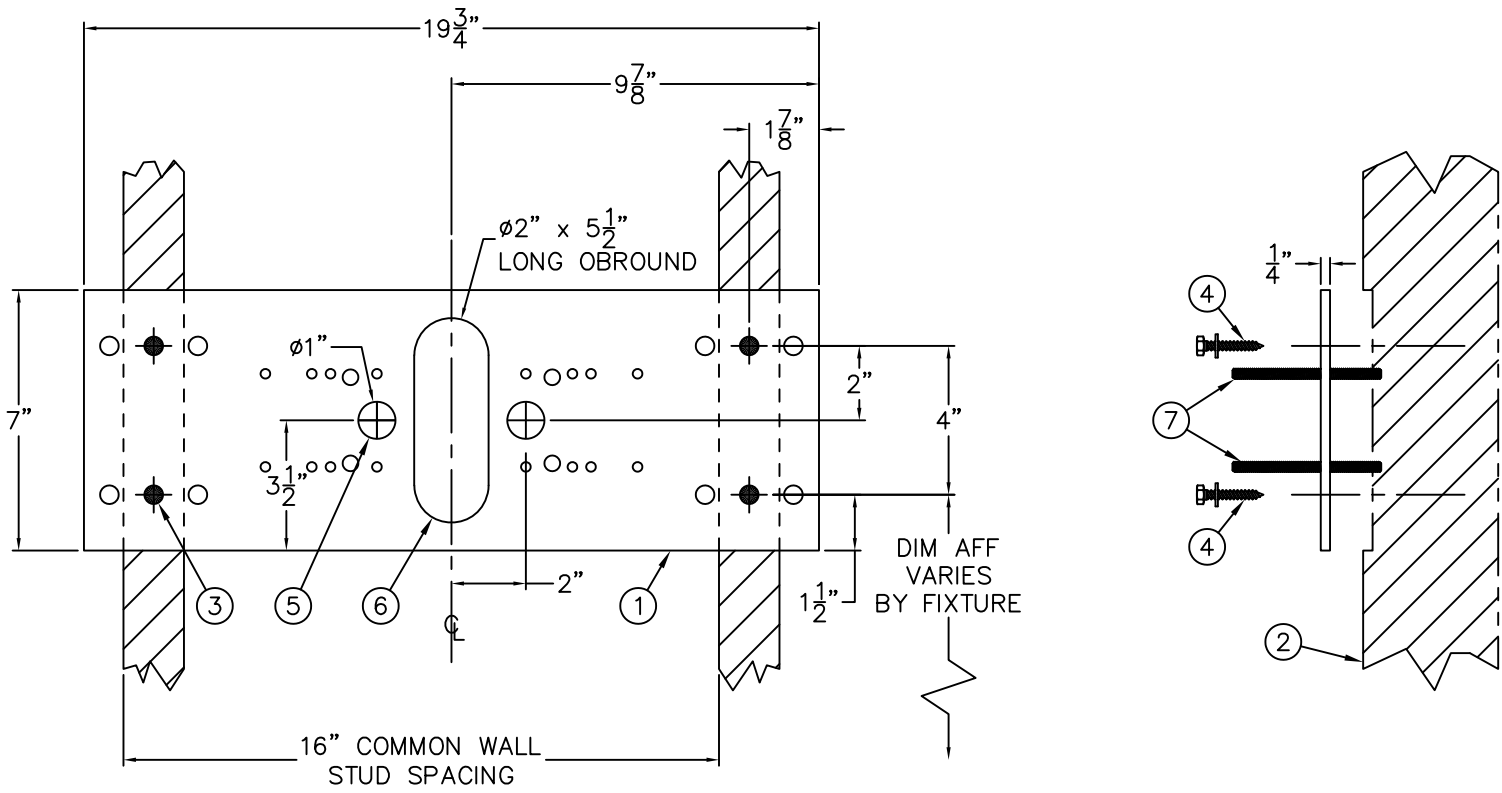 19 3/4"
9 7/8"
1 7/8"
ø2" x 5 1/2"
LONG OBROUND
1/4"
4
ø1"
2"
7"
4"
7
3 1/2"
4
DIM AFF
VARIES
BY FIXTURE
2"
1 1/2"
3
5
6
1
2
℄
16" COMMON WALL
STUD SPACING